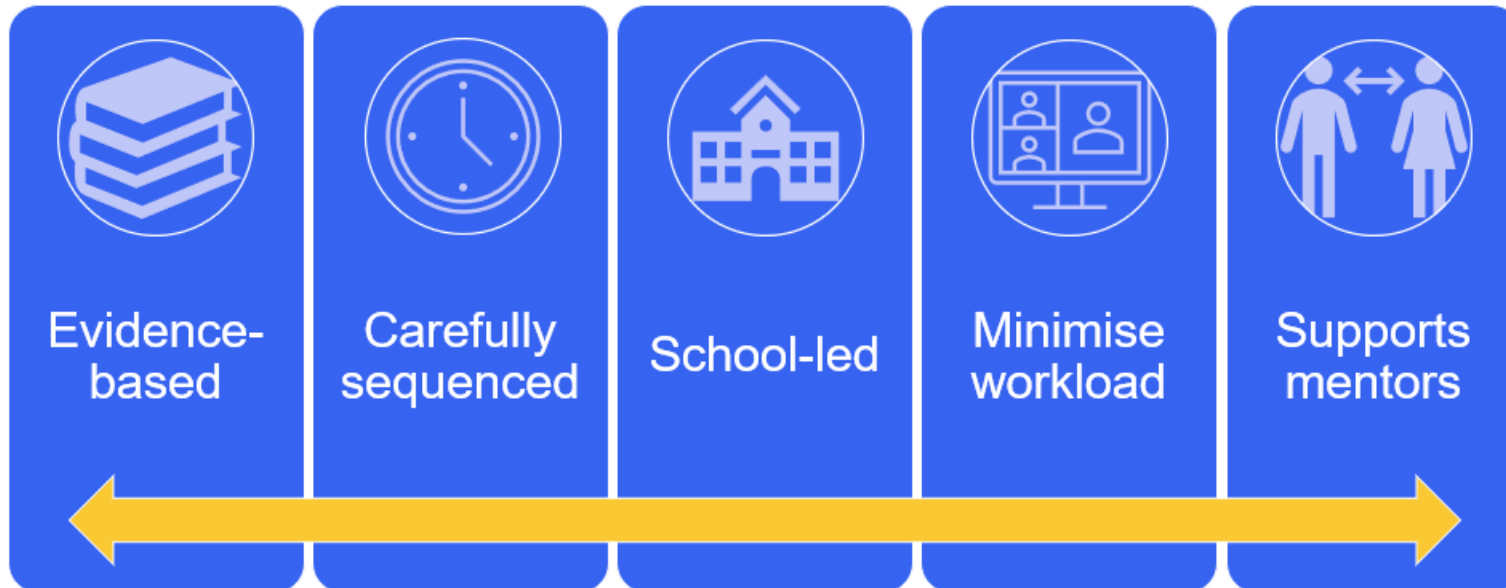 Evidence-
based
Carefully
sequenced
School-led
Minimise
workload
Supports
mentors